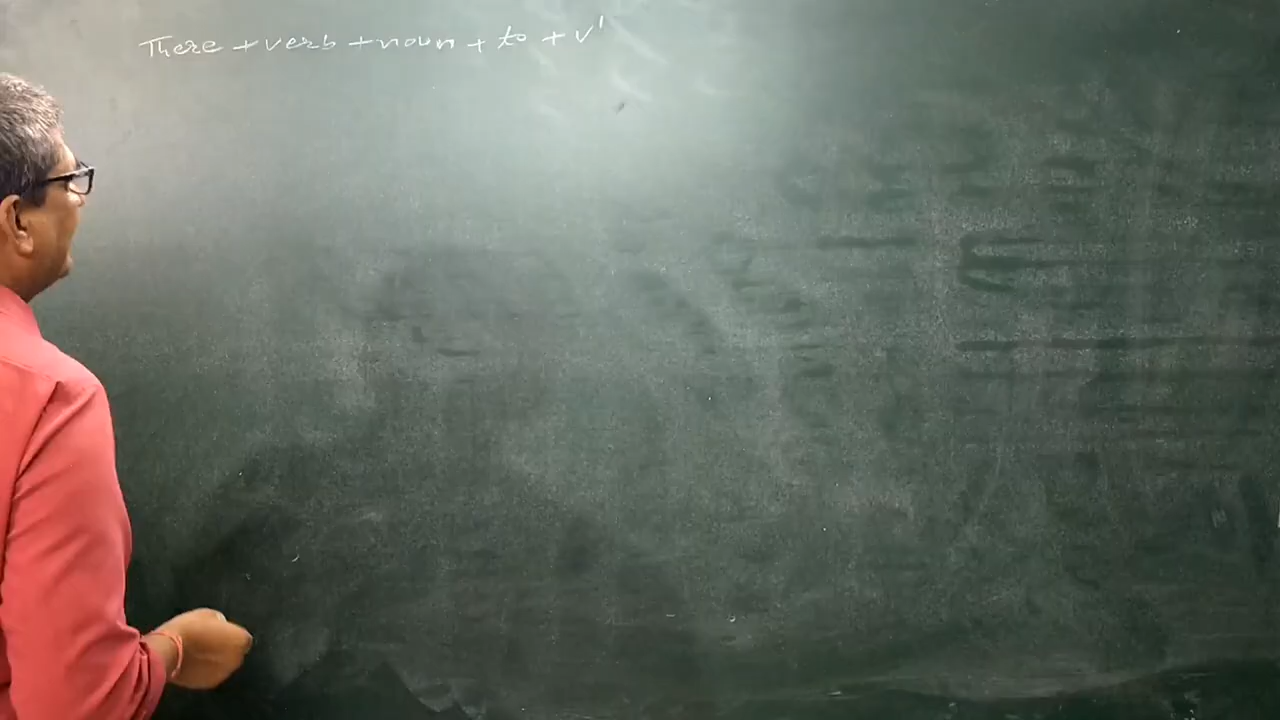 There + verb + noun + to + v¹